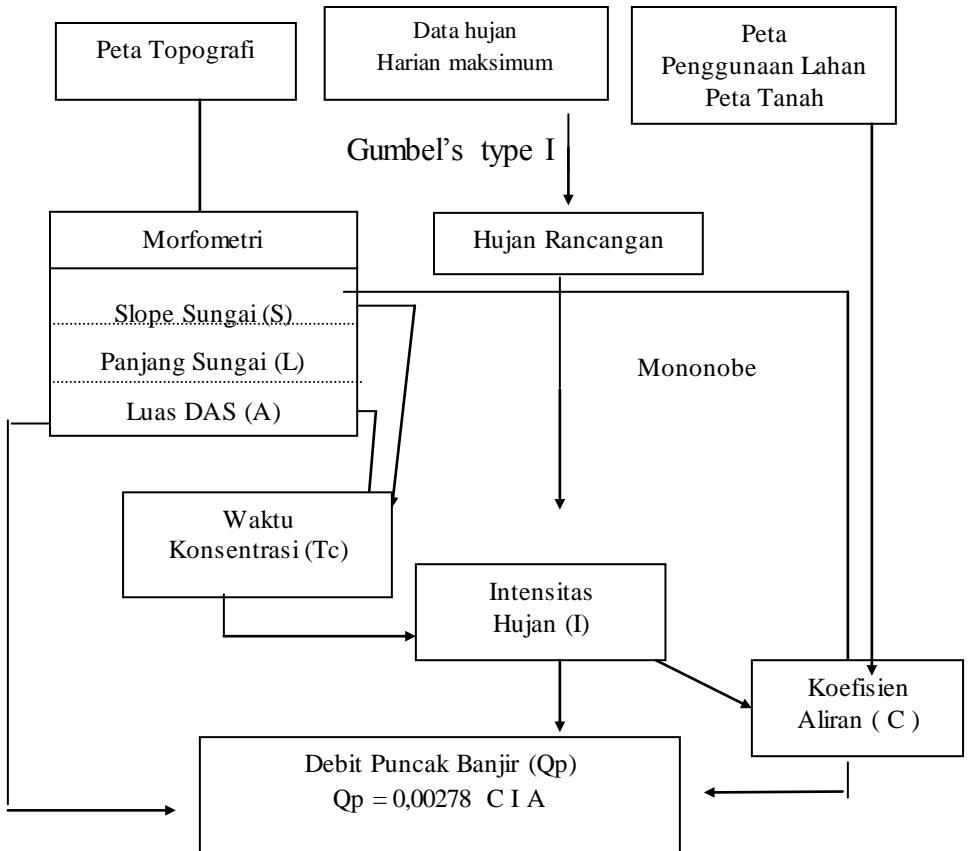 Peta Topografi
Data hujan
Harian maksimum
Peta
Penggunaan Lahan
Peta Tanah
Gumbel's type I
Morfometri
Hujan Rancangan
Slope Sungai (S)
Panjang Sungai (L)
Mononobe
Luas DAS (A)
Waktu
Konsentrasi (Tc)
Intensitas
Hujan (I)
Koefisien
Aliran ( C )
Debit Puncak Banjir (Qp)
Qp = 0,00278 C I A